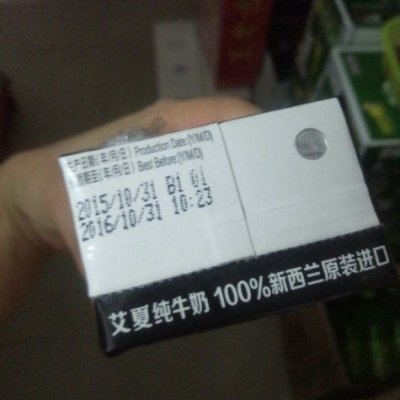 生产日期:(年/月/日) Production Date:(Y/M/D)
保质期至:(年/月/日) Best Before:(Y/M/D)
2015/10/31 B1 01
2016/10/31 10:23
艾夏纯牛奶 100%新西兰原装进口